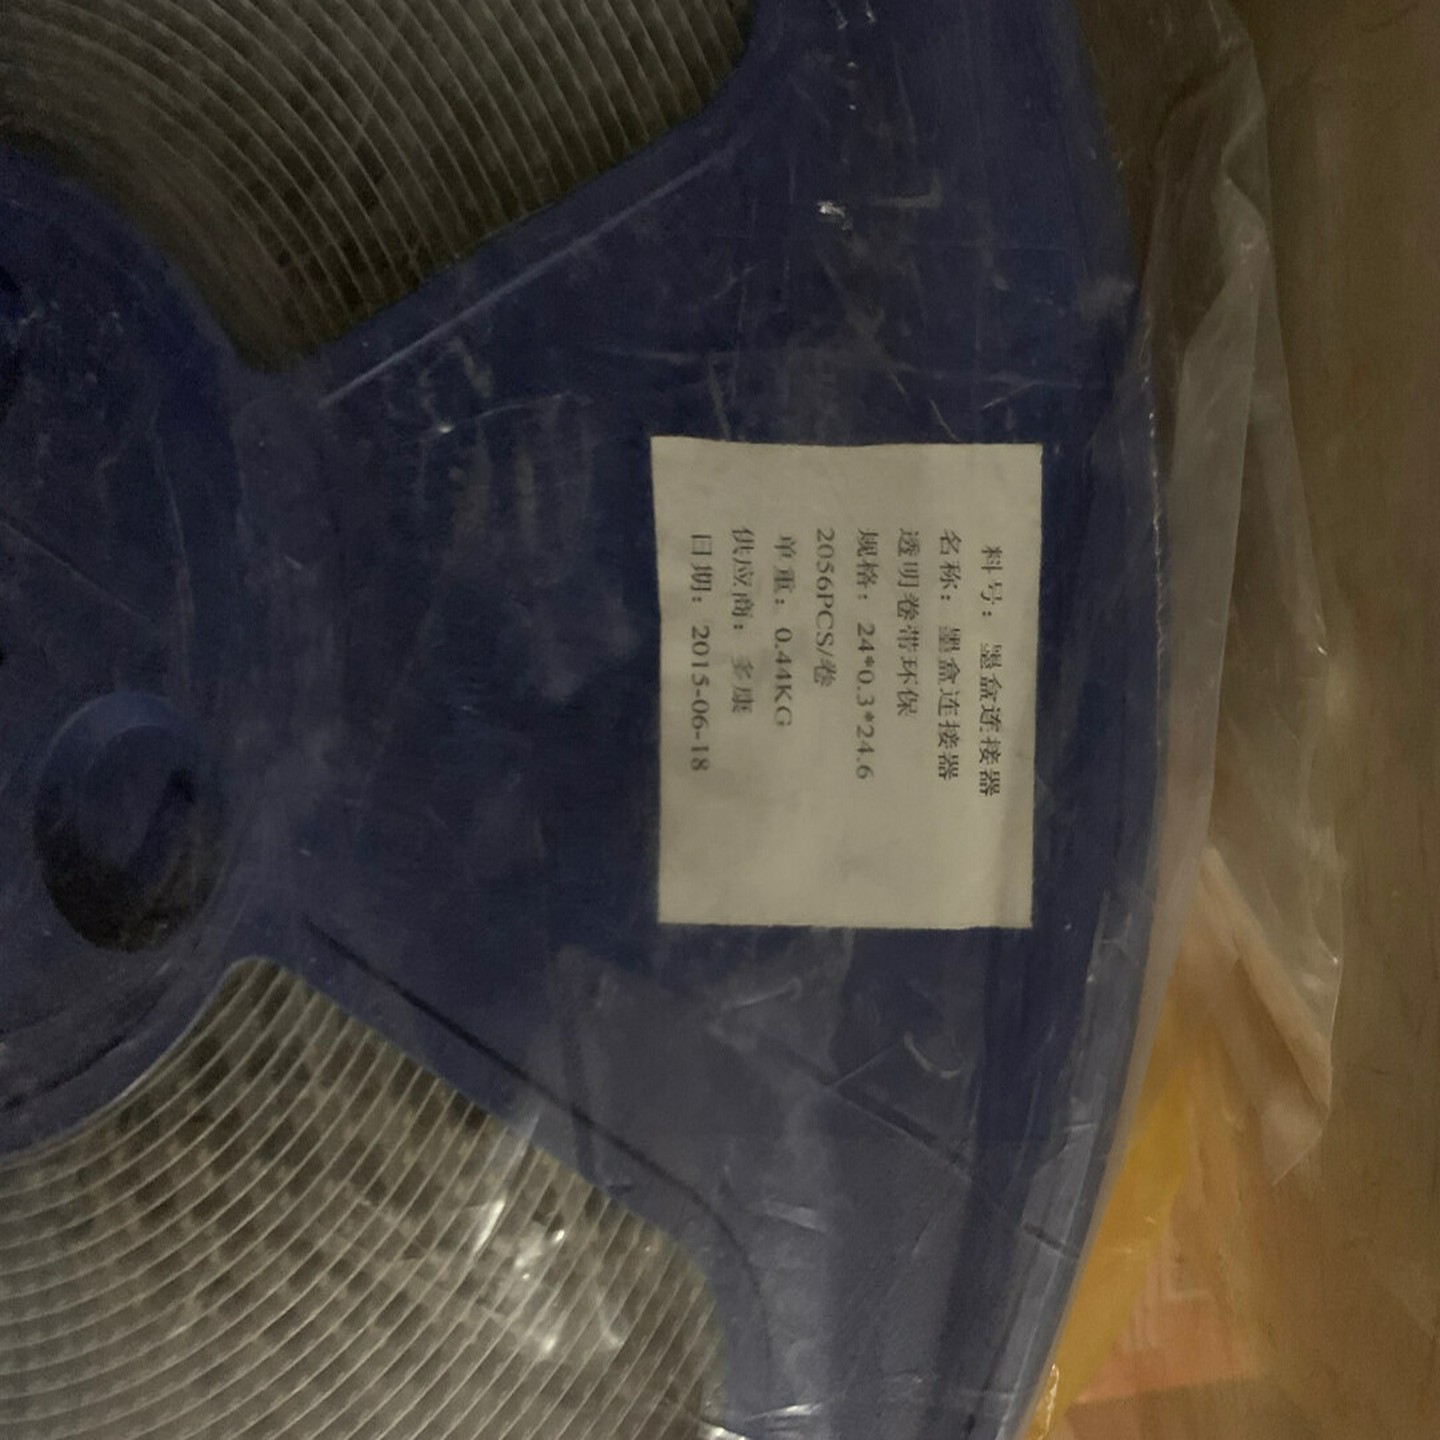 料号：墨盒连接器
名称：墨盒连接器
透明卷带环保
规格：24*0.3*24.6
2056PCS/卷
单重：0.44KG
供应商：多康
日期：2015-06-18